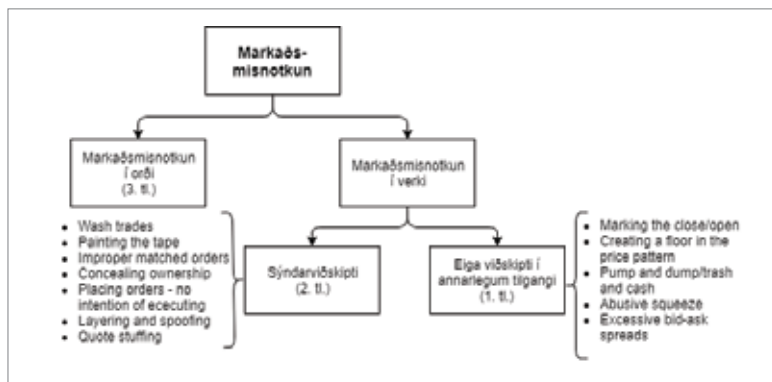 Markaðs-
misnotkun
Markaðsmisnotkun
í orði
(3. tl.)
Markaðsmisnotkun
í verki
Wash trades
Painting the tape
Improper matched orders
Concealing ownership
Placing orders - no
intention of ececuting
Layering and spoofing
Quote stuffing
Sýndarviðskipti
(2. tl.)
Eiga viðskipti í
annarlegum tilgangi
(1. tl.)
Marking the close/open
Creating a floor in the
price pattern
Pump and dump/trash
and cash
Abusive squeeze
Excessive bid-ask
spreads